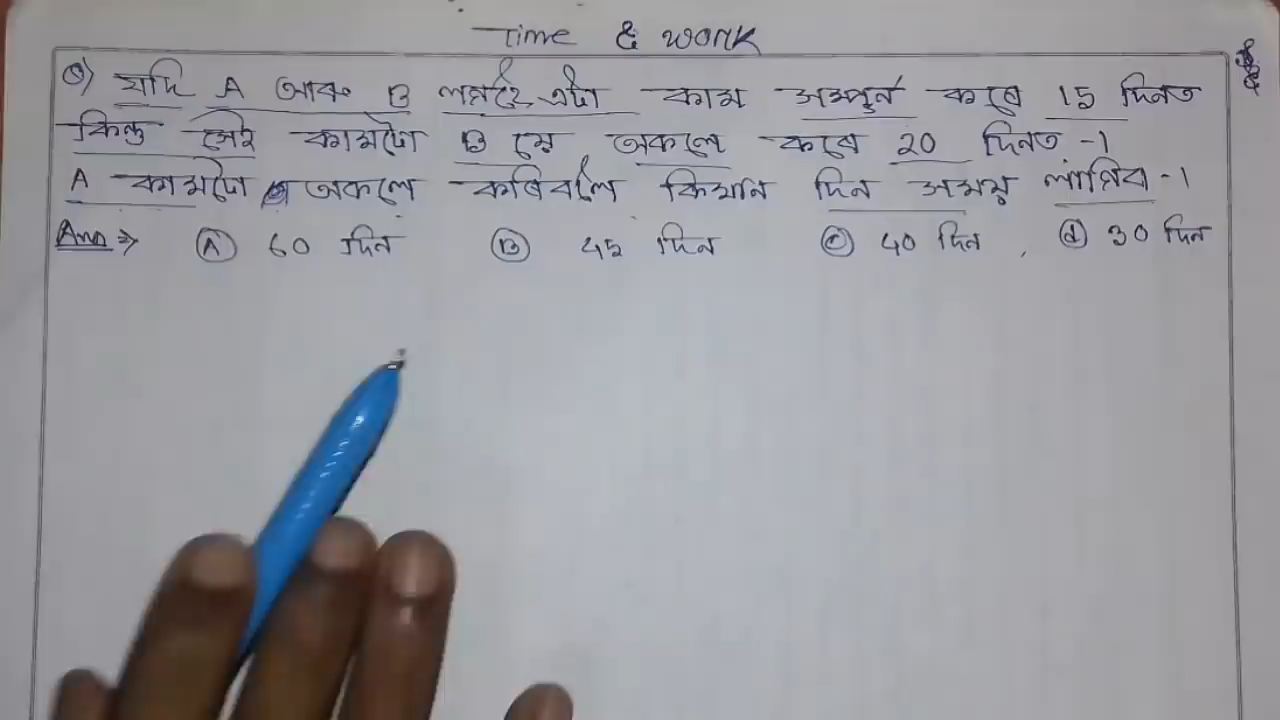 Time & work
Q) যদি A আৰু B লগহৈ এটা কাম সম্পুৰ্ন কৰে 15 দিনত
কিন্তু সেই কামটো B য়ে অকলে কৰে 20 দিনত -।
A কামটো অকলে কৰিবলৈ কিমান দিন সময় লাগিব -।
Ans ⇒ (A) 60 দিন (B) 45 দিন (c) 40 দিন, (d) 30 দিন